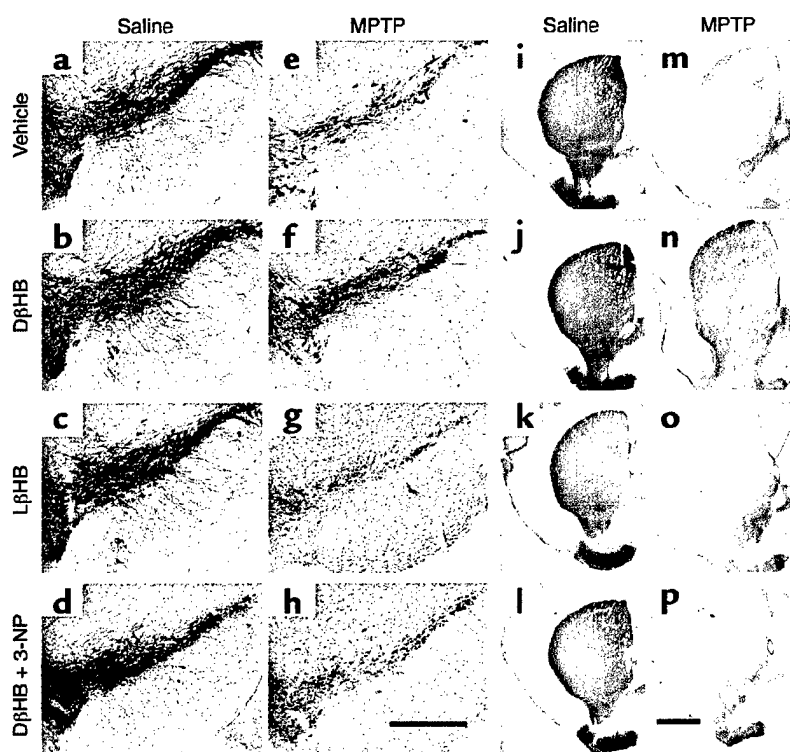 Saline MPTP Saline MPTP
Vehicle a e i m
DβHB b f j n
LβHB c g k o
DβHB + 3-NP d h l p